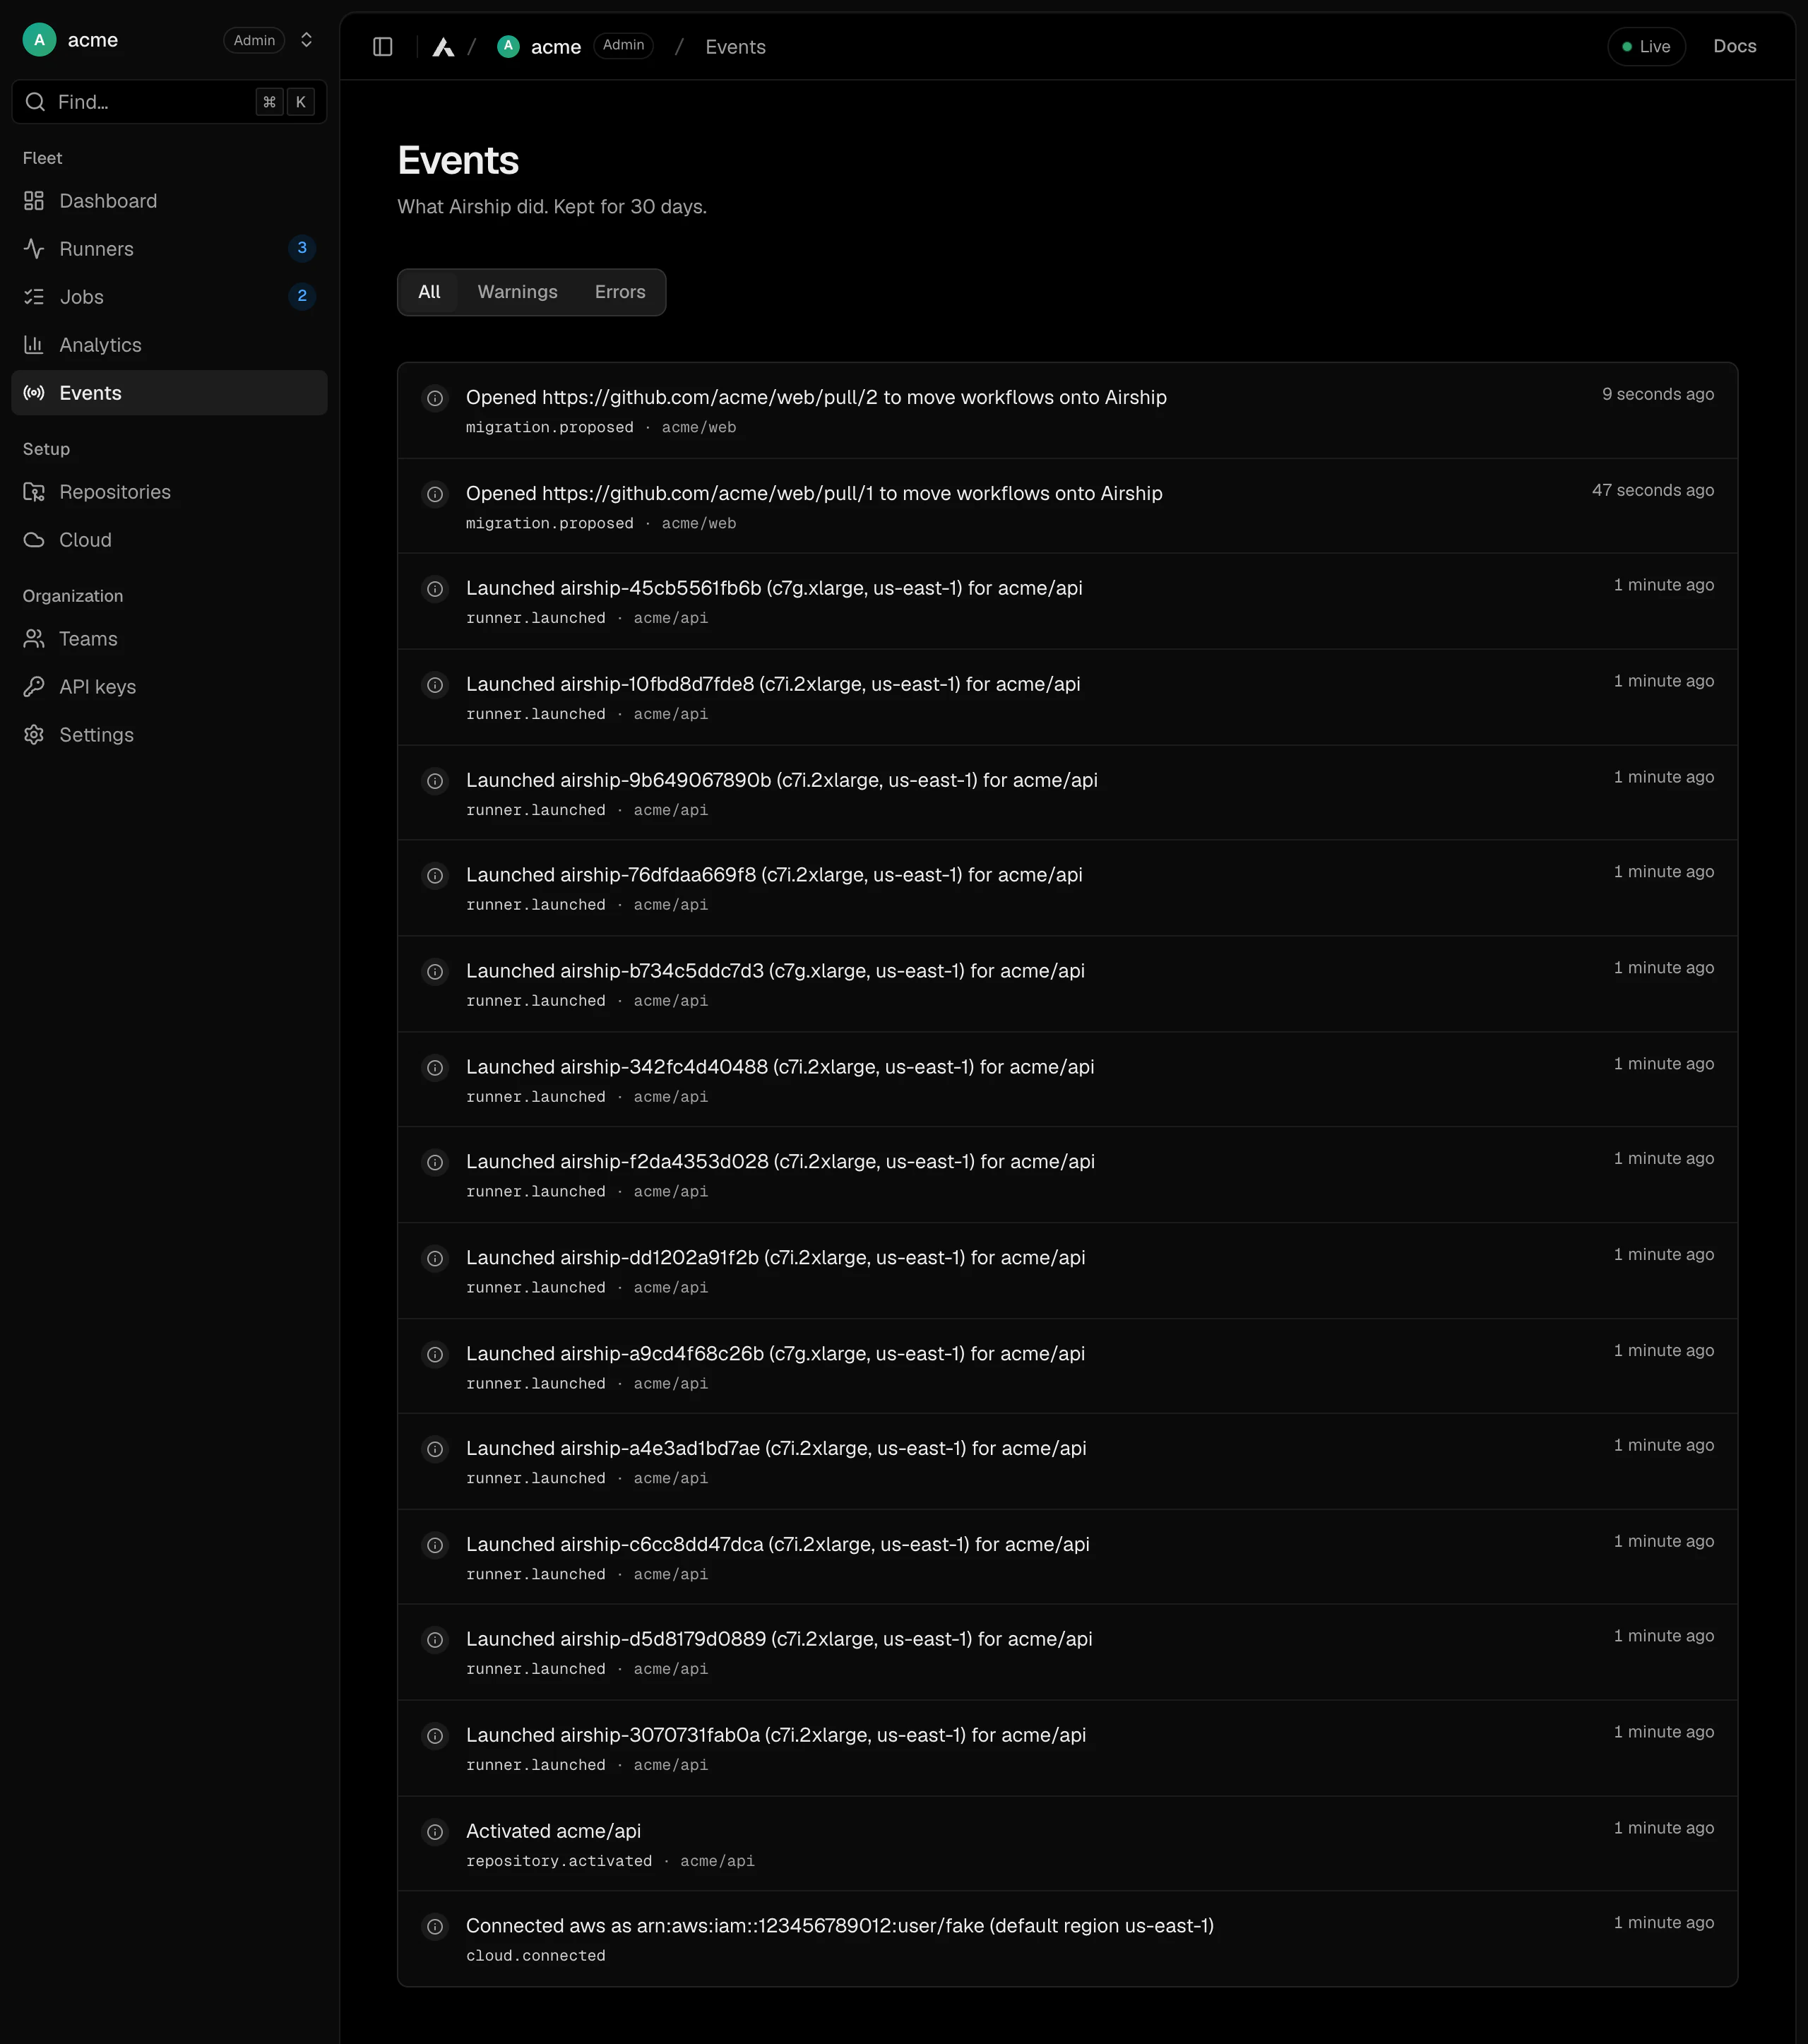 A acme Admin
Find... ⌘ K
Fleet
Dashboard
Runners 3
Jobs 2
Analytics
Events
Setup
Repositories
Cloud
Organization
Teams
API keys
Settings
/ A acme Admin / Events
Live Docs
Events
What Airship did. Kept for 30 days.
All Warnings Errors
Opened https://github.com/acme/web/pull/2 to move workflows onto Airship 9 seconds ago
migration.proposed · acme/web
Opened https://github.com/acme/web/pull/1 to move workflows onto Airship 47 seconds ago
migration.proposed · acme/web
Launched airship-45cb5561fb6b (c7g.xlarge, us-east-1) for acme/api 1 minute ago
runner.launched · acme/api
Launched airship-10fbd8d7fde8 (c7i.2xlarge, us-east-1) for acme/api 1 minute ago
runner.launched · acme/api
Launched airship-9b649067890b (c7i.2xlarge, us-east-1) for acme/api 1 minute ago
runner.launched · acme/api
Launched airship-76dfdaa669f8 (c7i.2xlarge, us-east-1) for acme/api 1 minute ago
runner.launched · acme/api
Launched airship-b734c5ddc7d3 (c7g.xlarge, us-east-1) for acme/api 1 minute ago
runner.launched · acme/api
Launched airship-342fc4d40488 (c7i.2xlarge, us-east-1) for acme/api 1 minute ago
runner.launched · acme/api
Launched airship-f2da4353d028 (c7i.2xlarge, us-east-1) for acme/api 1 minute ago
runner.launched · acme/api
Launched airship-dd1202a91f2b (c7i.2xlarge, us-east-1) for acme/api 1 minute ago
runner.launched · acme/api
Launched airship-a9cd4f68c26b (c7g.xlarge, us-east-1) for acme/api 1 minute ago
runner.launched · acme/api
Launched airship-a4e3ad1bd7ae (c7i.2xlarge, us-east-1) for acme/api 1 minute ago
runner.launched · acme/api
Launched airship-c6cc8dd47dca (c7i.2xlarge, us-east-1) for acme/api 1 minute ago
runner.launched · acme/api
Launched airship-d5d8179d0889 (c7i.2xlarge, us-east-1) for acme/api 1 minute ago
runner.launched · acme/api
Launched airship-3070731fab0a (c7i.2xlarge, us-east-1) for acme/api 1 minute ago
runner.launched · acme/api
Activated acme/api 1 minute ago
repository.activated · acme/api
Connected aws as arn:aws:iam::123456789012:user/fake (default region us-east-1) 1 minute ago
cloud.connected